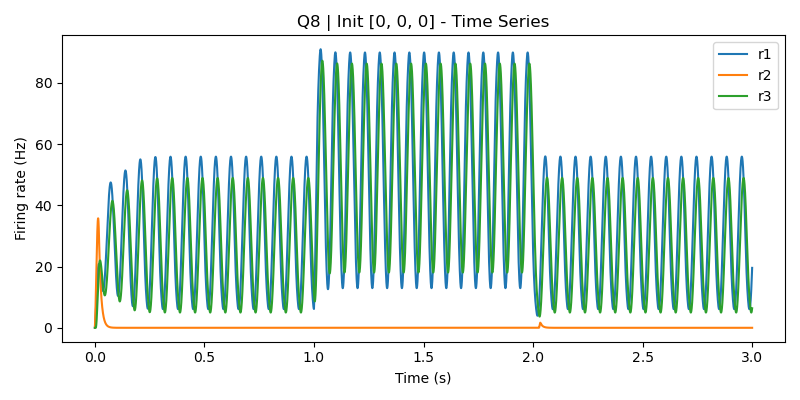 Q8 | Init [0, 0, 0] - Time Series
Firing rate (Hz)
80
60
40
20
0
r1
r2
r3
0.0 0.5 1.0 1.5 2.0 2.5 3.0
Time (s)